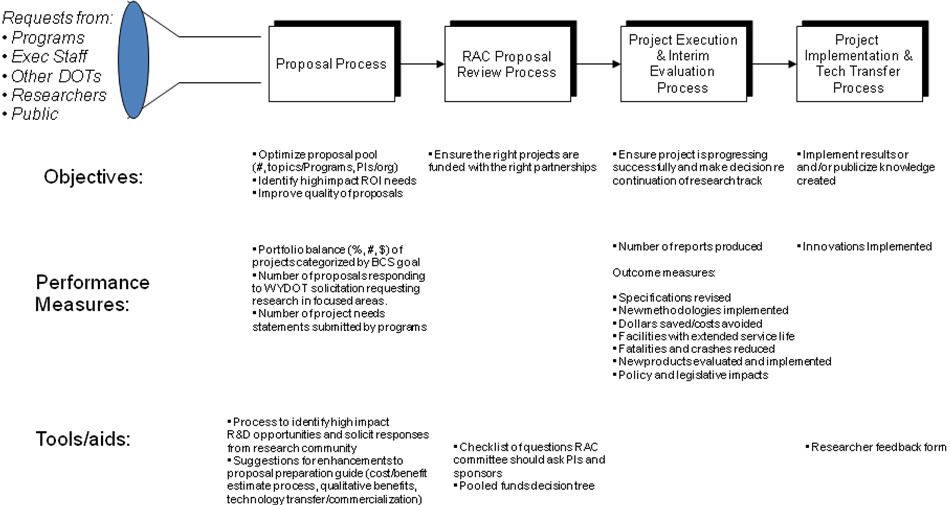 Requests from:
• Programs
• Exec Staff
• Other DOTs
• Researchers
• Public
Proposal Process
RAC Proposal
Review Process
Project Execution
& Interim
Evaluation
Process
Project
Implementation &
Tech Transfer
Process
Objectives:
▪ Optimize proposal pool
(#, topics/Programs, PIs/org)
▪ Identify high impact ROI needs
▪ Improve quality of proposals
▪ Ensure the right projects are
funded with the right partnerships
▪ Ensure project is progressing
successfully and make decision re
continuation of research track
▪ Implement results or
and/or publicize knowledge
created
Performance
Measures:
▪ Portfolio balance (%, #, $) of
projects categorized by BCS goal
▪ Number of proposals responding
to WYDOT solicitation requesting
research in focused areas.
▪ Number of project needs
statements submitted by programs
▪ Number of reports produced
Outcome measures:
▪ Specifications revised
▪ New methodologies implemented
▪ Dollars saved/costs avoided
▪ Facilities with extended service life
▪ Fatalities and crashes reduced
▪ New products evaluated and implemented
▪ Policy and legislative impacts
▪ Innovations Implemented
Tools/aids:
▪ Process to identify high impact
R&D opportunities and solicit responses
from research community
▪ Suggestions for enhancements to
proposal preparation guide (cost/benefit
estimate process, qualitative benefits,
technology transfer/commercialization)
▪ Checklist of questions RAC
committee should ask PIs and
sponsors
▪ Pooled funds decision tree
▪ Researcher feedback form